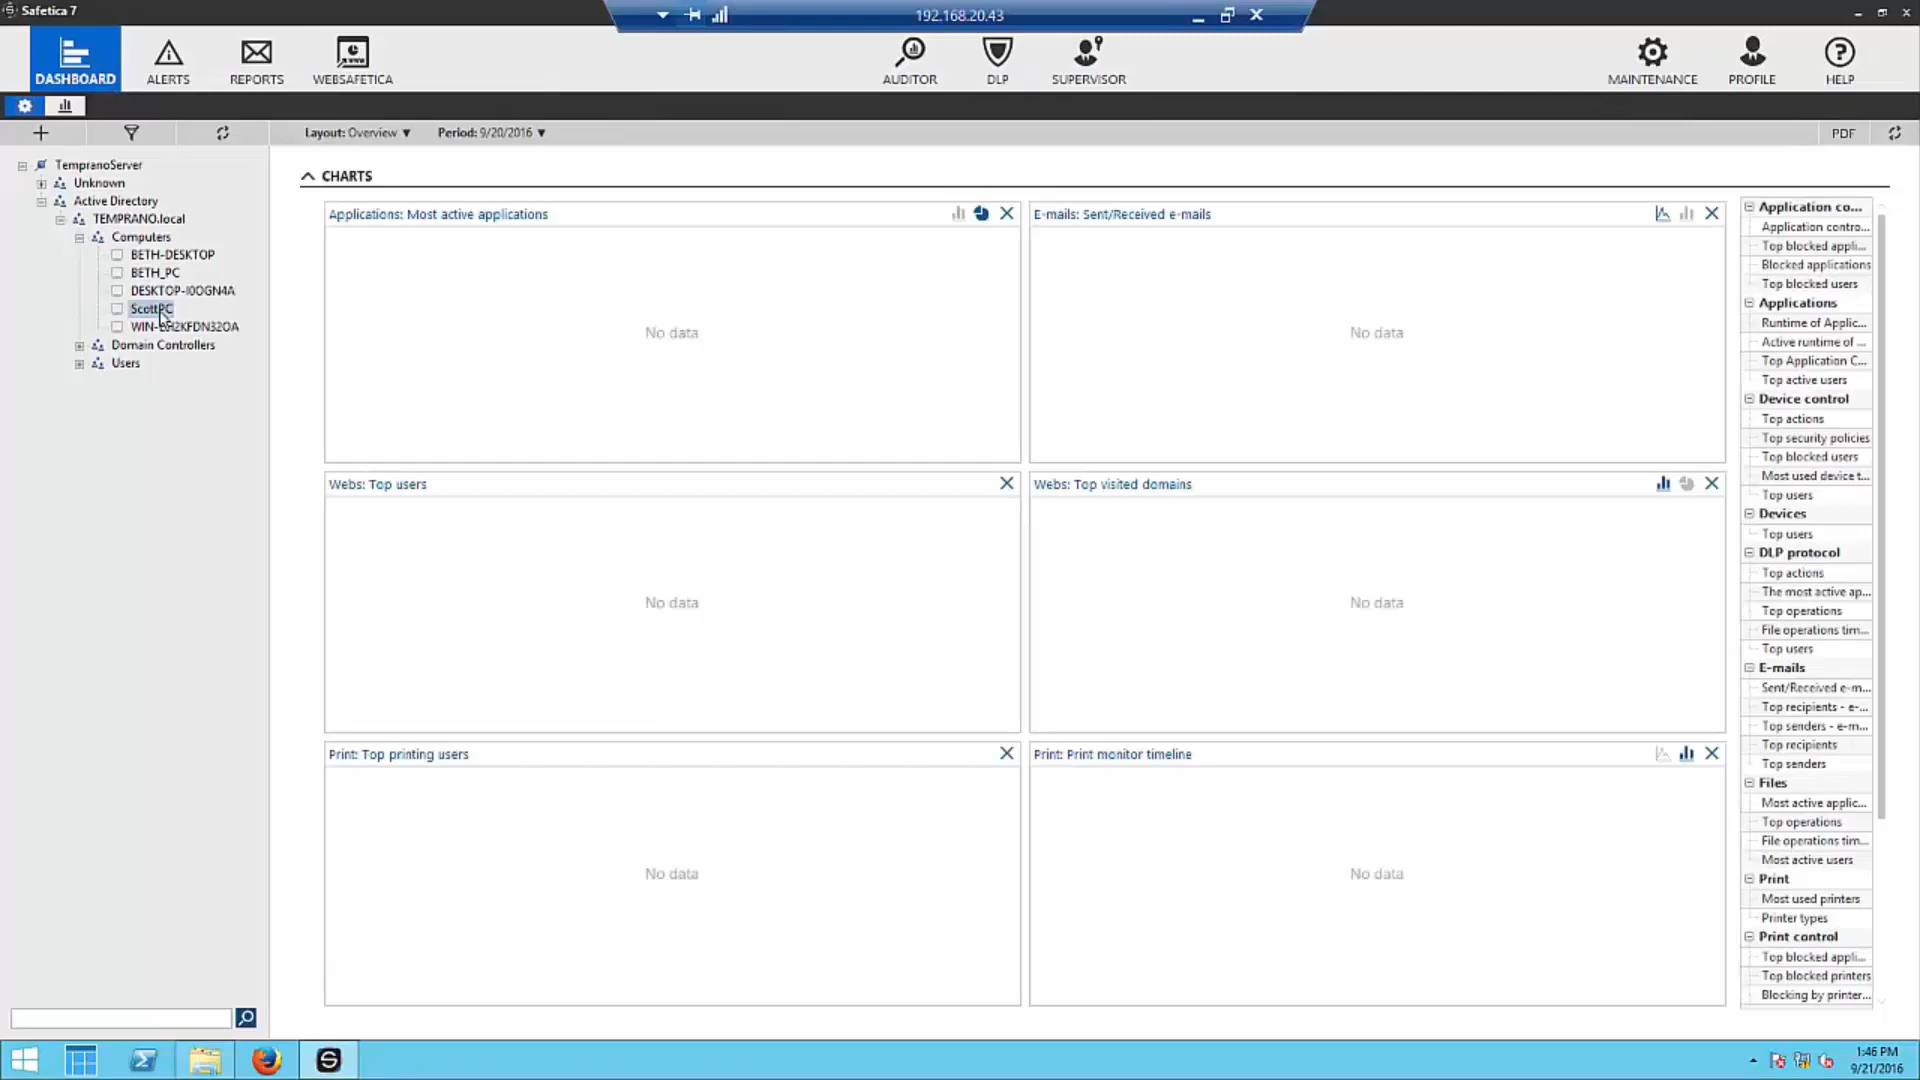 Safetica 7
192.168.20.43
DASHBOARD
ALERTS
REPORTS
WEBSAFETICA
AUDITOR
DLP
SUPERVISOR
MAINTENANCE
PROFILE
HELP
Layout: Overview ▼
Period: 9/20/2016 ▼
PDF
TempranoServer
Unknown
Active Directory
TEMPRANO.local
Computers
BETH-DESKTOP
BETH_PC
DESKTOP-I0OGN4A
ScottPC
Domain Controllers
Users
CHARTS
Applications: Most active applications
No data
E-mails: Sent/Received e-mails
No data
Webs: Top users
No data
Webs: Top visited domains
No data
Print: Top printing users
No data
Print: Print monitor timeline
No data
Application co...
Application contro...
Top blocked appli...
Blocked applications
Top blocked users
Applications
Runtime of Applic...
Active runtime of ...
Top Application C...
Top active users
Device control
Top actions
Top security policies
Top blocked users
Most used device t...
Top users
Devices
Top users
DLP protocol
Top actions
The most active ap...
Top operations
File operations tim...
Top users
E-mails
Sent/Received e-m...
Top recipients - e-...
Top senders - e-m...
Top recipients
Top senders
Files
Most active applic...
Top operations
File operations tim...
Most active users
Print
Most used printers
Printer types
Print control
Top blocked appli...
Top blocked printers
Blocking by printer...
1:46 PM
9/21/2016